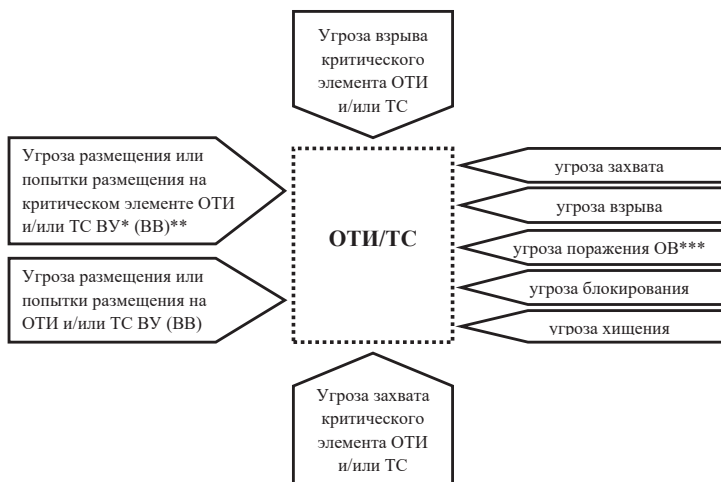 Угроза взрыва
критического
элемента ОТИ
и/или ТС
Угроза размещения или
попытки размещения на
критическом элементе ОТИ
и/или ТС ВУ* (ВВ)**
Угроза размещения или
попытки размещения на
ОТИ и/или ТС ВУ (ВВ)
ОТИ/ТС
угроза захвата
угроза взрыва
угроза поражения ОВ***
угроза блокирования
угроза хищения
Угроза захвата
критического
элемента ОТИ
и/или ТС